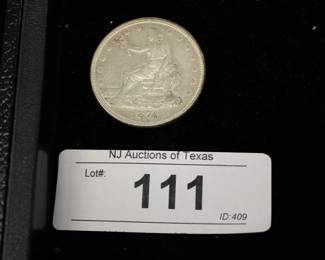 NJ Auctions of Texas
Lot#:
111
ID:409